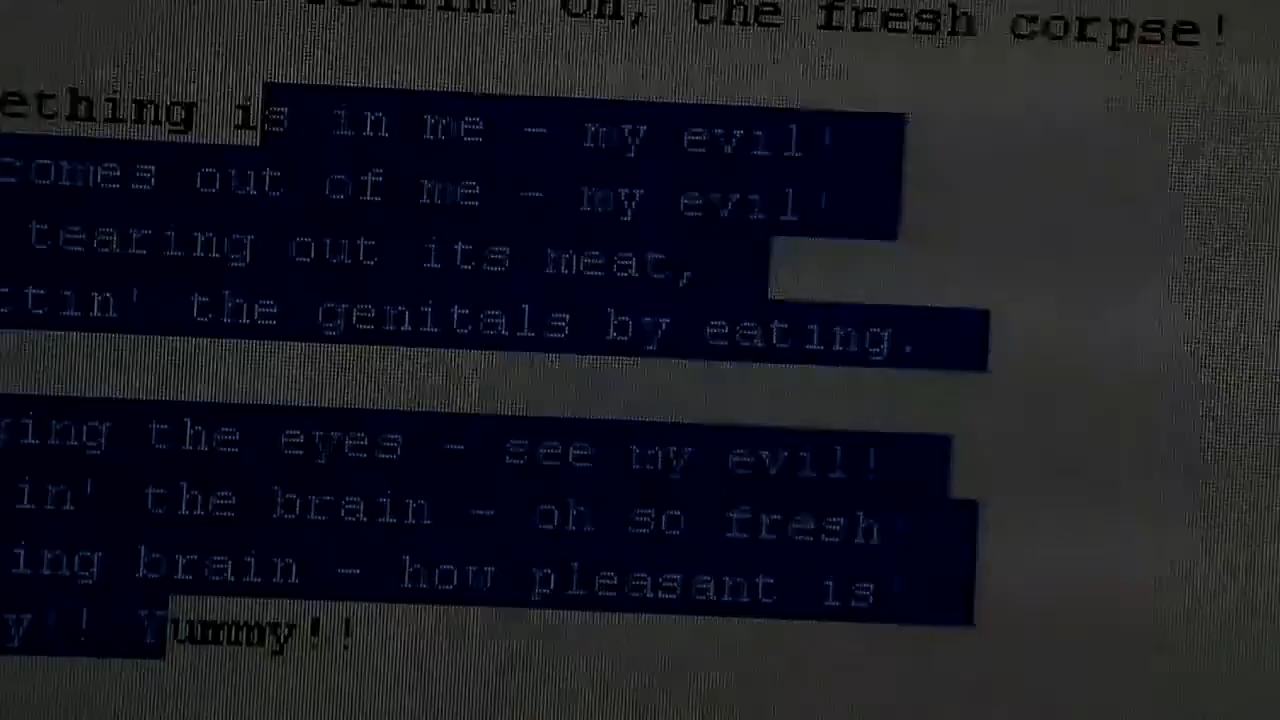 Oh, the fresh corpse!
ething is in me - my evil!
comes out of me - my evil!
tearing out its meat,
ttin' the genitals by eating.
king the eyes - see my evil!
in' the brain - oh so fresh!
ing brain - how pleasant is!
y!! Yummy!!